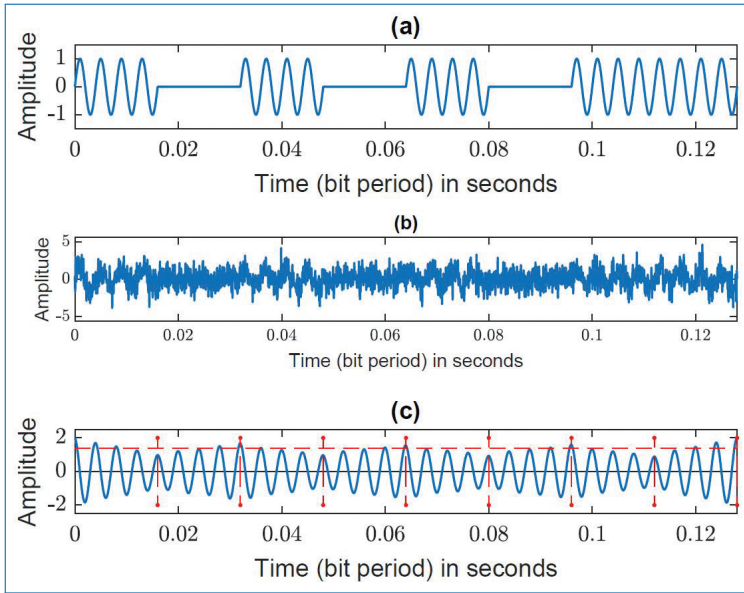 (a)
Amplitude
1
0
-1
0 0.02 0.04 0.06 0.08 0.1 0.12
Time (bit period) in seconds
(b)
Amplitude
5
0
-5
0 0.02 0.04 0.06 0.08 0.1 0.12
Time (bit period) in seconds
(c)
Amplitude
2
0
-2
0 0.02 0.04 0.06 0.08 0.1 0.12
Time (bit period) in seconds